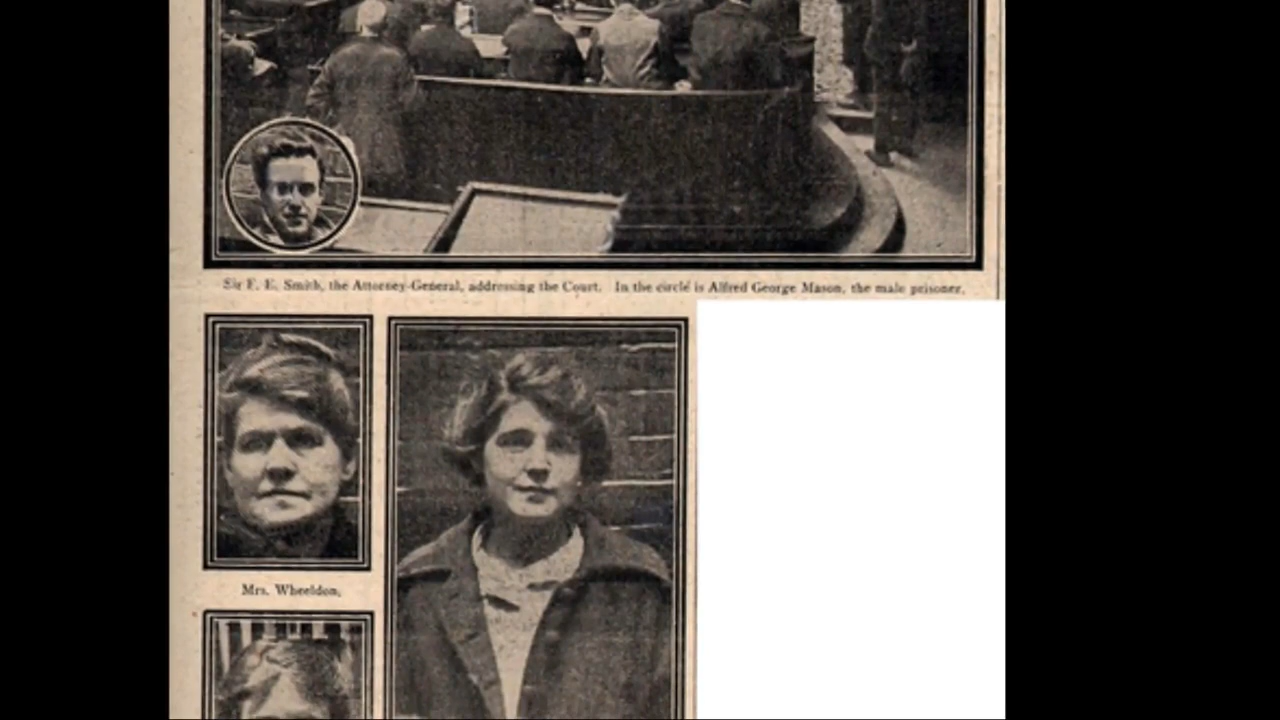 Sir F. E. Smith, the Attorney-General, addressing the Court. In the circle is Alfred George Mason, the male prisoner.
Mrs. Wheeldon.